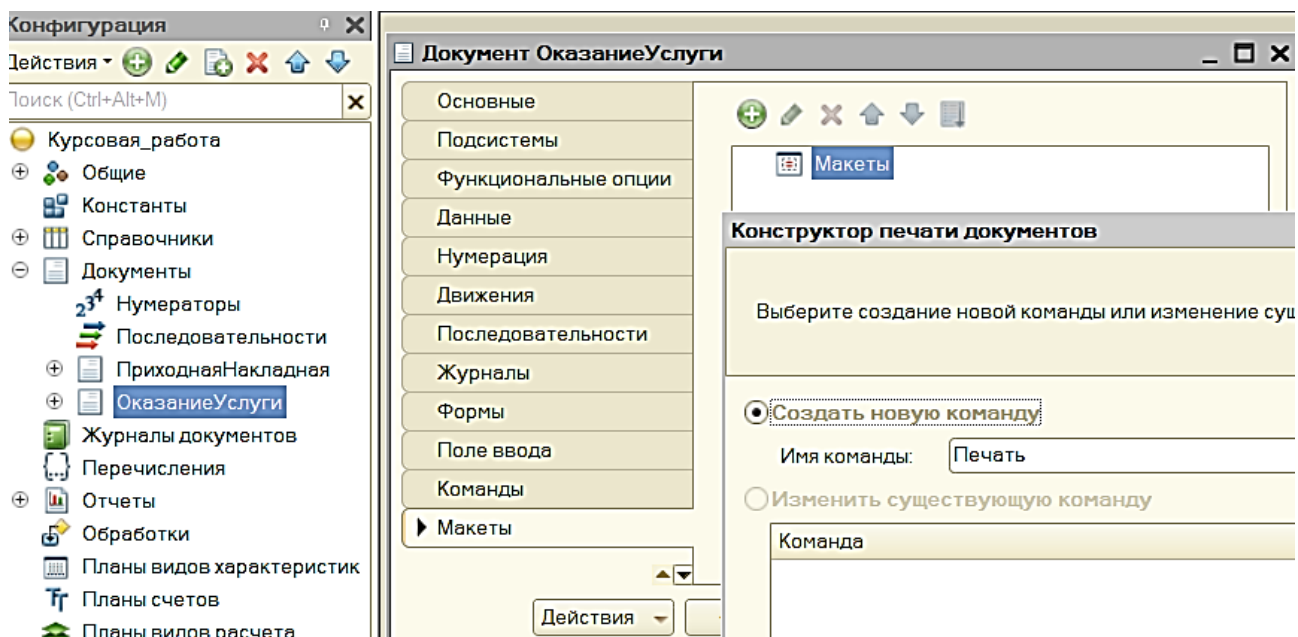 Конфигурация
Действия
Поиск (Ctrl+Alt+M)
Курсовая_работа
Общие
Константы
Справочники
Документы
Нумераторы
Последовательности
ПриходнаяНакладная
ОказаниеУслуги
Журналы документов
Перечисления
Отчеты
Обработки
Планы видов характеристик
Планы счетов
Планы видов расчета
Документ ОказаниеУслуги
Основные
Подсистемы
Функциональные опции
Данные
Нумерация
Движения
Последовательности
Журналы
Формы
Поле ввода
Команды
Макеты
Действия
Макеты
Конструктор печати документов
Выберите создание новой команды или изменение сущ
Создать новую команду
Имя команды: Печать
Изменить существующую команду
Команда